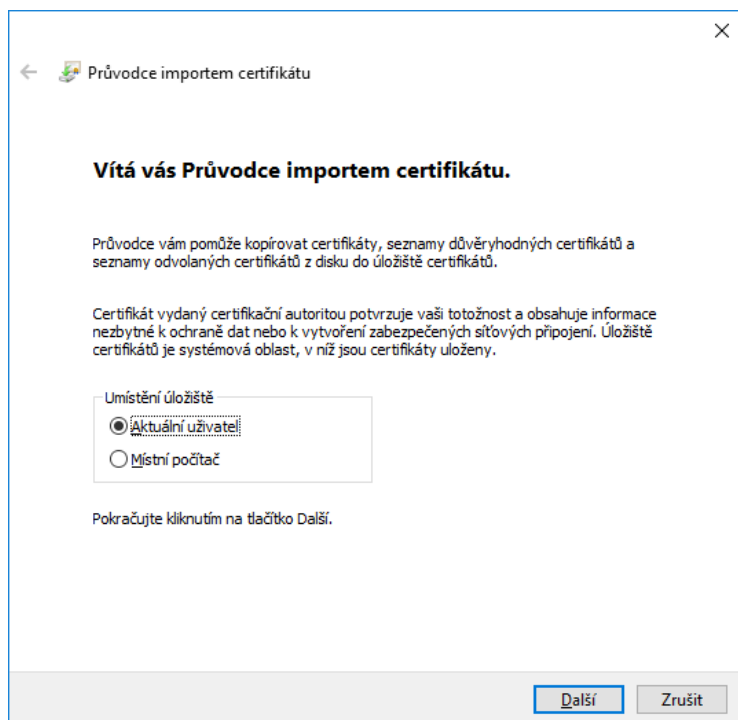 Průvodce importem certifikátu
Vítá vás Průvodce importem certifikátu.
Průvodce vám pomůže kopírovat certifikáty, seznamy důvěryhodných certifikátů a
seznamy odvolaných certifikátů z disku do úložiště certifikátů.
Certifikát vydaný certifikační autoritou potvrzuje vaši totožnost a obsahuje informace
nezbytné k ochraně dat nebo k vytvoření zabezpečených síťových připojení. Úložiště
certifikátů je systémová oblast, v níž jsou certifikáty uloženy.
Umístění úložiště
Aktuální uživatel
Místní počítač
Pokračujte kliknutím na tlačítko Další.
Další
Zrušit